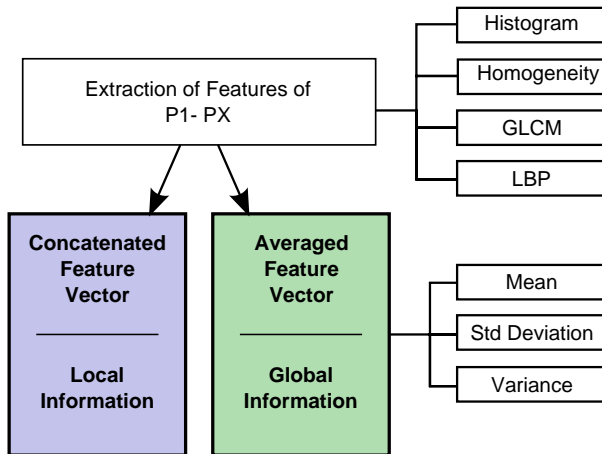 Extraction of Features of
P1- PX
Histogram
Homogeneity
GLCM
LBP
Concatenated
Feature
Vector
Local
Information
Averaged
Feature
Vector
Global
Information
Mean
Std Deviation
Variance